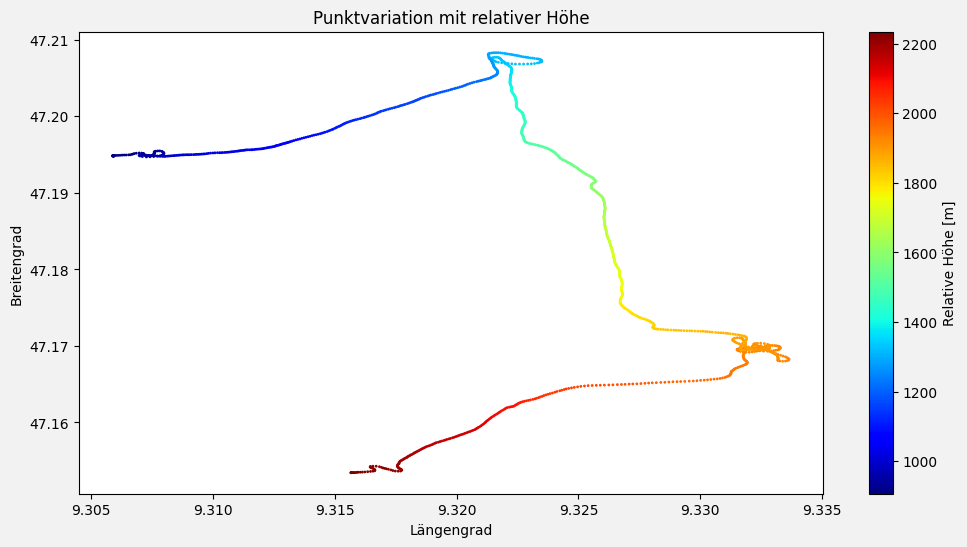 Punktvariation mit relativer Höhe
47.21
47.20
47.19
47.18
47.17
47.16
Breitengrad
9.305 9.310 9.315 9.320 9.325 9.330 9.335
Längengrad
2200
2000
1800
1600
1400
1200
1000
Relative Höhe [m]